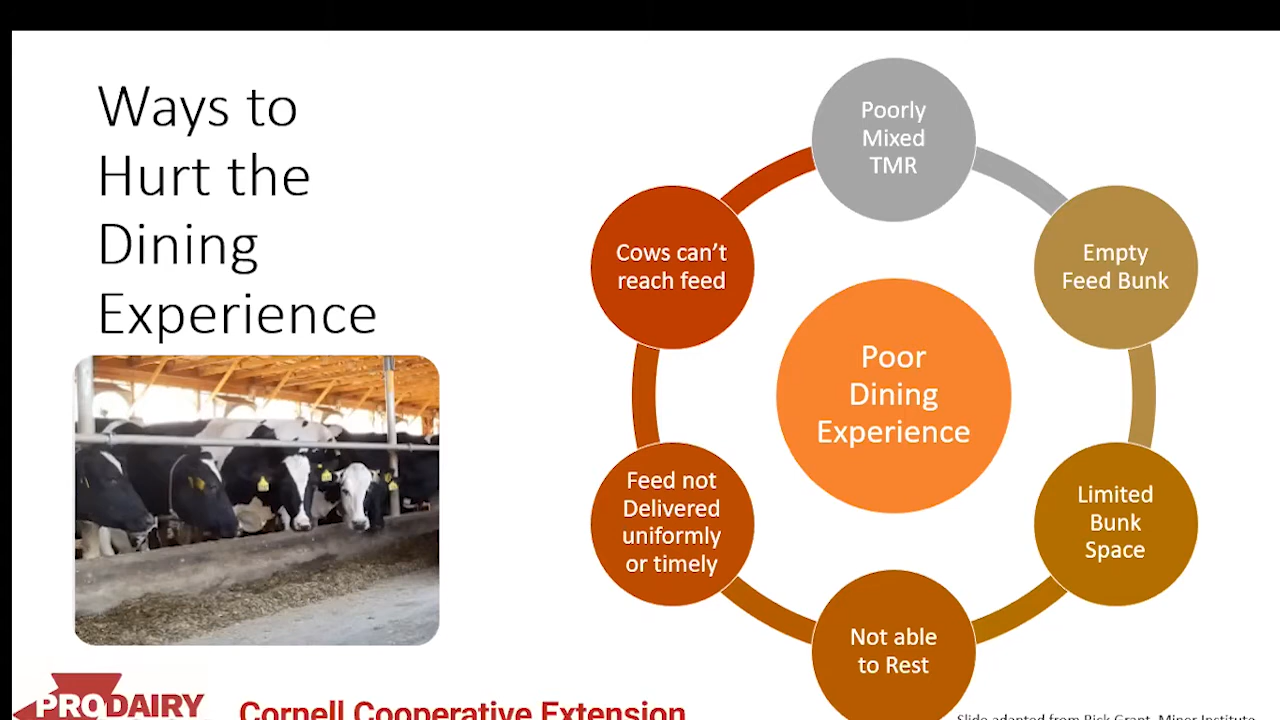 Ways to
Hurt the
Dining
Experience
Poorly
Mixed
TMR
Empty
Feed Bunk
Limited
Bunk
Space
Not able
to Rest
Feed not
Delivered
uniformly
or timely
Cows can’t
reach feed
Poor
Dining
Experience
PRODAIRY
Cornell Cooperative Extension
Slide adapted from Rick Grant, Miner Institute